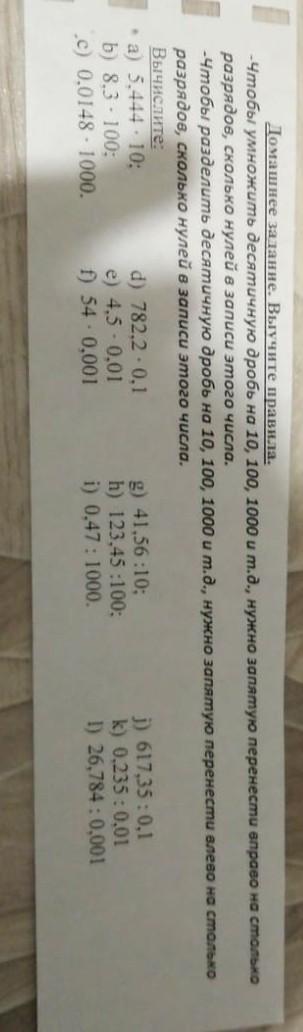 Домашнее задание. Выучите правила.
-Чтобы умножить десятичную дробь на 10, 100, 1000 и т.д., нужно запятую перенести вправо на столько
разрядов, сколько нулей в записи этого числа.
-Чтобы разделить десятичную дробь на 10, 100, 1000 и т.д., нужно запятую перенести влево на столько
разрядов, сколько нулей в записи этого числа.
Вычислите:
a) 5,444 · 10; d) 782,2 · 0,1 g) 41,56 :10; j) 617,35 : 0,1
b) 8,3 · 100; e) 4,5 · 0,01 h) 123,45 :100; k) 0,235 : 0,01
c) 0,0148 · 1000. f) 54 · 0,001 i) 0,47 : 1000. l) 26,784 : 0,001